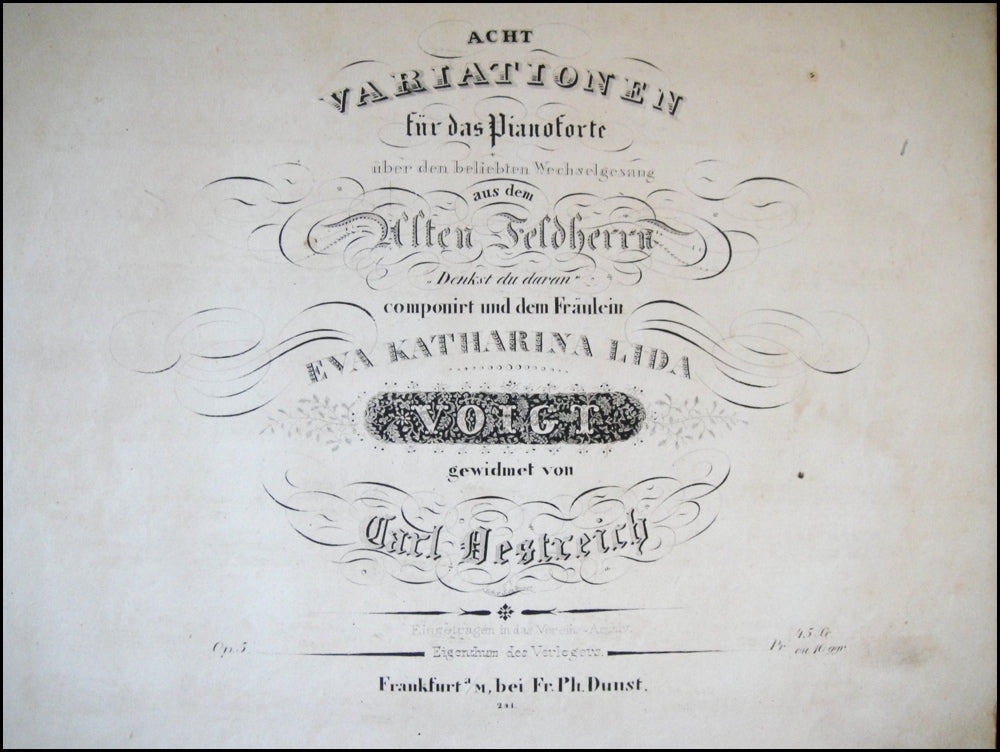 ACHT
VARIATIONEN
für das Pianoforte
über den beliebten Wechselgesang
aus dem
Alten Feldherrn
„Denkst du daran“
componirt und dem Fräulein
EVA KATHARINA LIDA
VOIGT
gewidmet von
Carl Oestreich
Eingetragen in das Vereins-Archiv.
Op. 5
Eigenthum des Verlegers.
Pr
Frankfurt a M, bei Fr. Ph. Dunst.